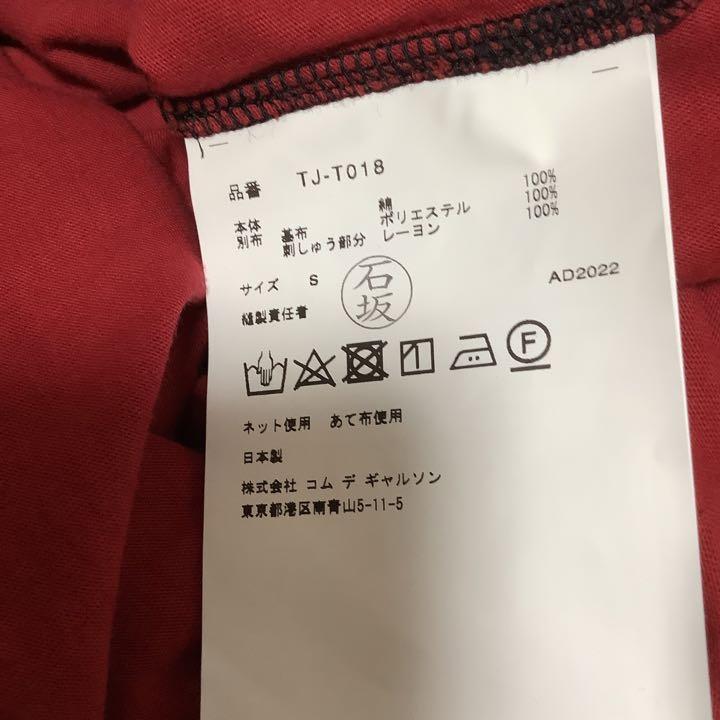 品番 TJ-T018
本体 綿 100%
別布 基布 ポリエステル 100%
刺しゅう部分 レーヨン 100%
サイズ S AD2022
縫製責任者 石坂
F
ネット使用 あて布使用
日本製
株式会社 コム デ ギャルソン
東京都港区南青山5-11-5